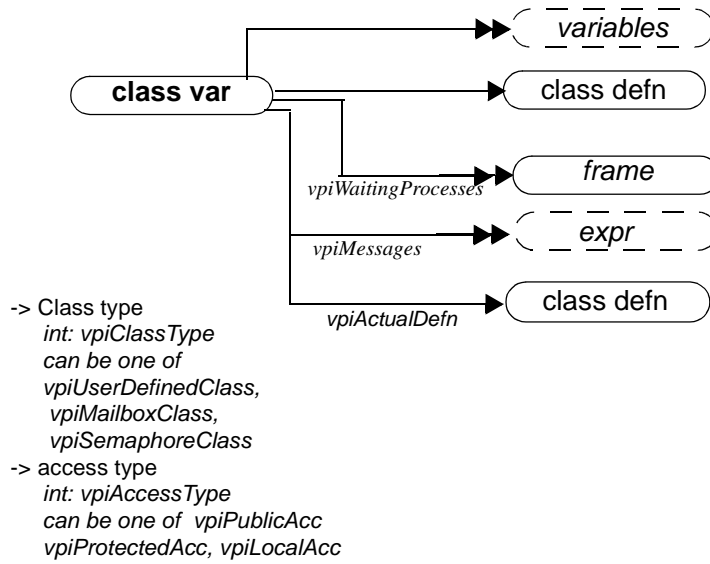 variables
class var
class defn
frame
vpiWaitingProcesses
expr
vpiMessages
class defn
vpiActualDefn
-> Class type
int: vpiClassType
can be one of
vpiUserDefinedClass,
vpiMailboxClass,
vpiSemaphoreClass
-> access type
int: vpiAccessType
can be one of vpiPublicAcc
vpiProtectedAcc, vpiLocalAcc